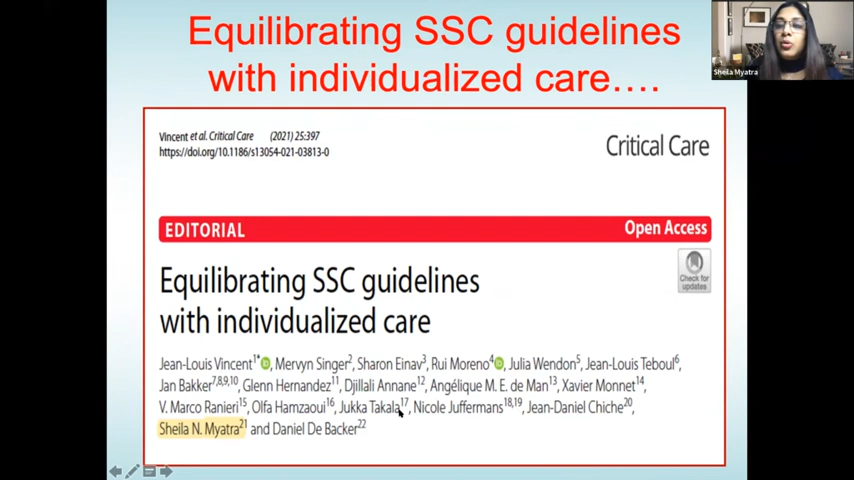 Equilibrating SSC guidelines
with individualized care....
Sheila Myatra
Vincent et al. Critical Care (2021) 25:397
https://doi.org/10.1186/s13054-021-03813-0
Critical Care
EDITORIAL
Open Access
Check for
updates
Equilibrating SSC guidelines
with individualized care
Jean-Louis Vincent1*, Mervyn Singer2, Sharon Einav3, Rui Moreno4, Julia Wendon5, Jean-Louis Teboul6,
Jan Bakker7,8,9,10, Glenn Hernandez11, Djillali Annane12, Angélique M. E. de Man13, Xavier Monnet14,
V. Marco Ranieri15, Olfa Hamzaoui16, Jukka Takala17, Nicole Juffermans18,19, Jean-Daniel Chiche20,
Sheila N. Myatra21 and Daniel De Backer22